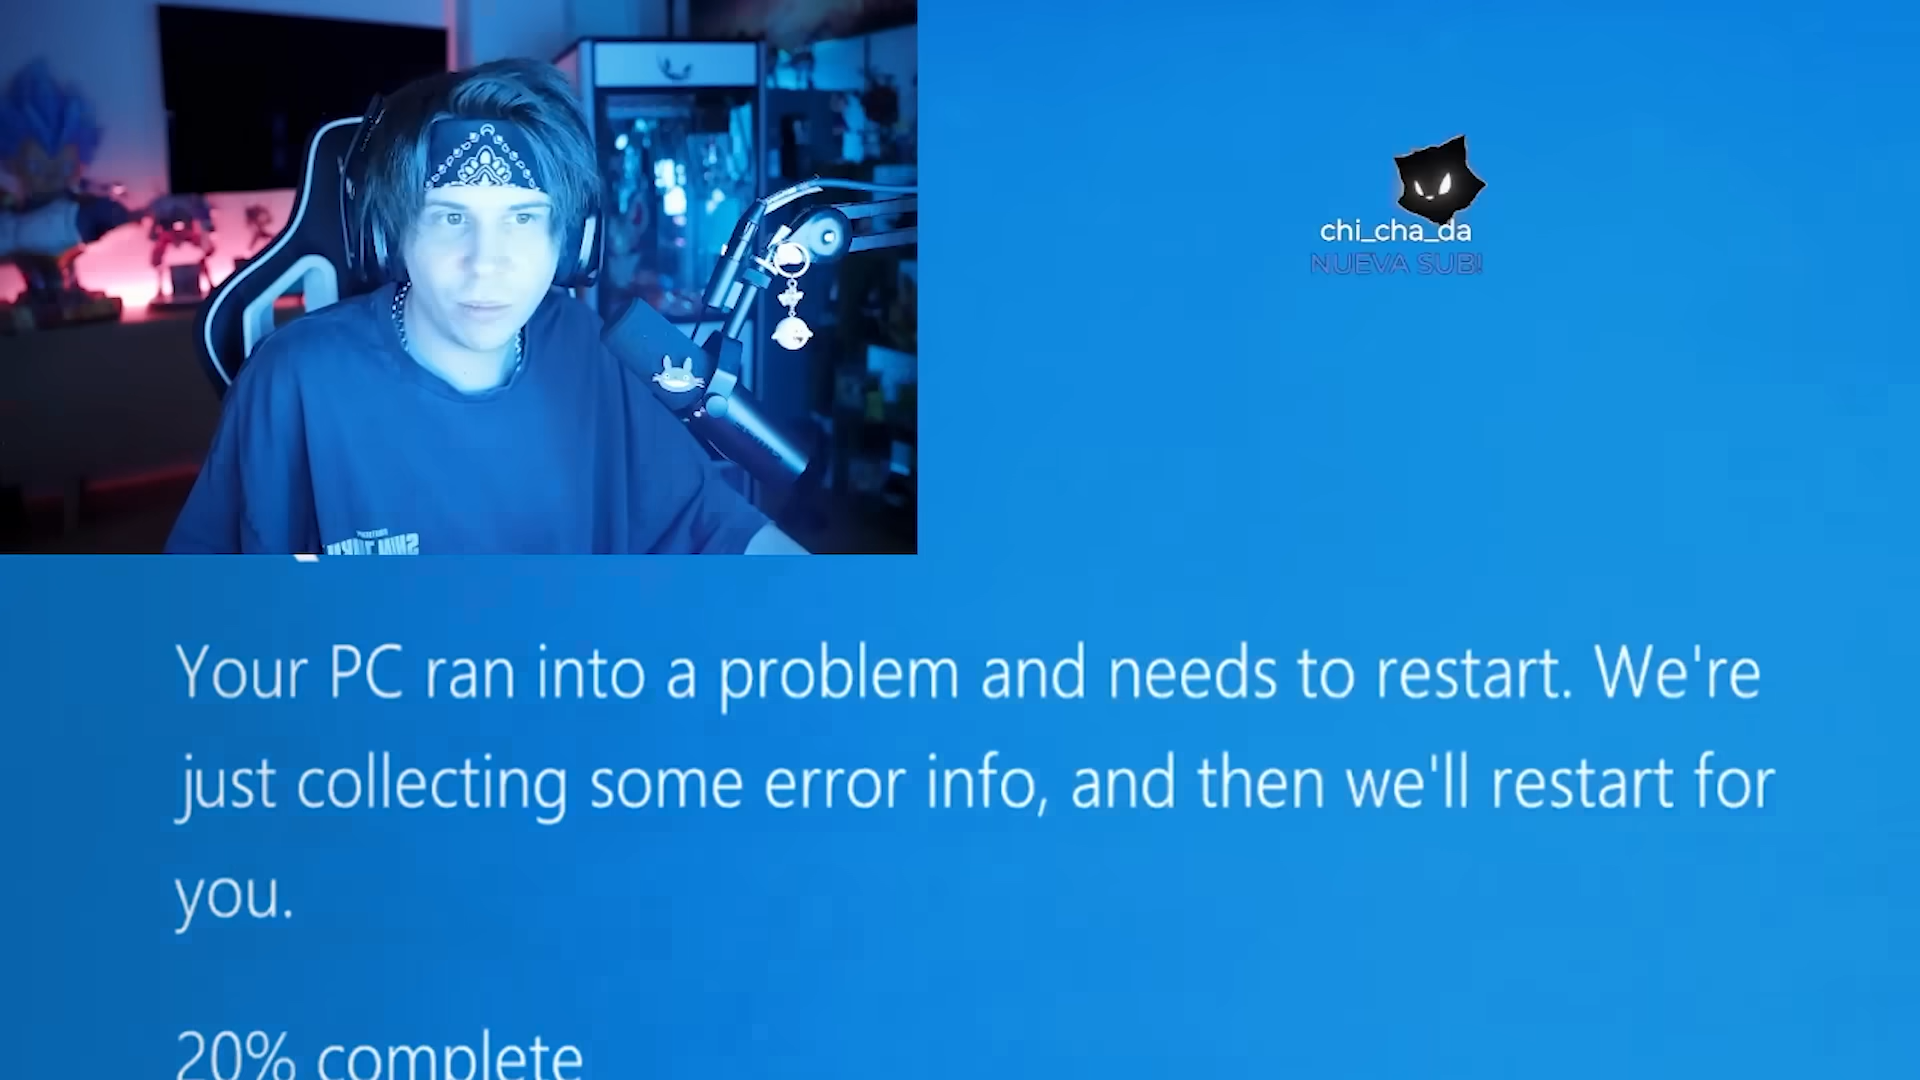 chi_cha_da
NUEVA SUB!
Your PC ran into a problem and needs to restart. We're
just collecting some error info, and then we'll restart for
you.
20% complete